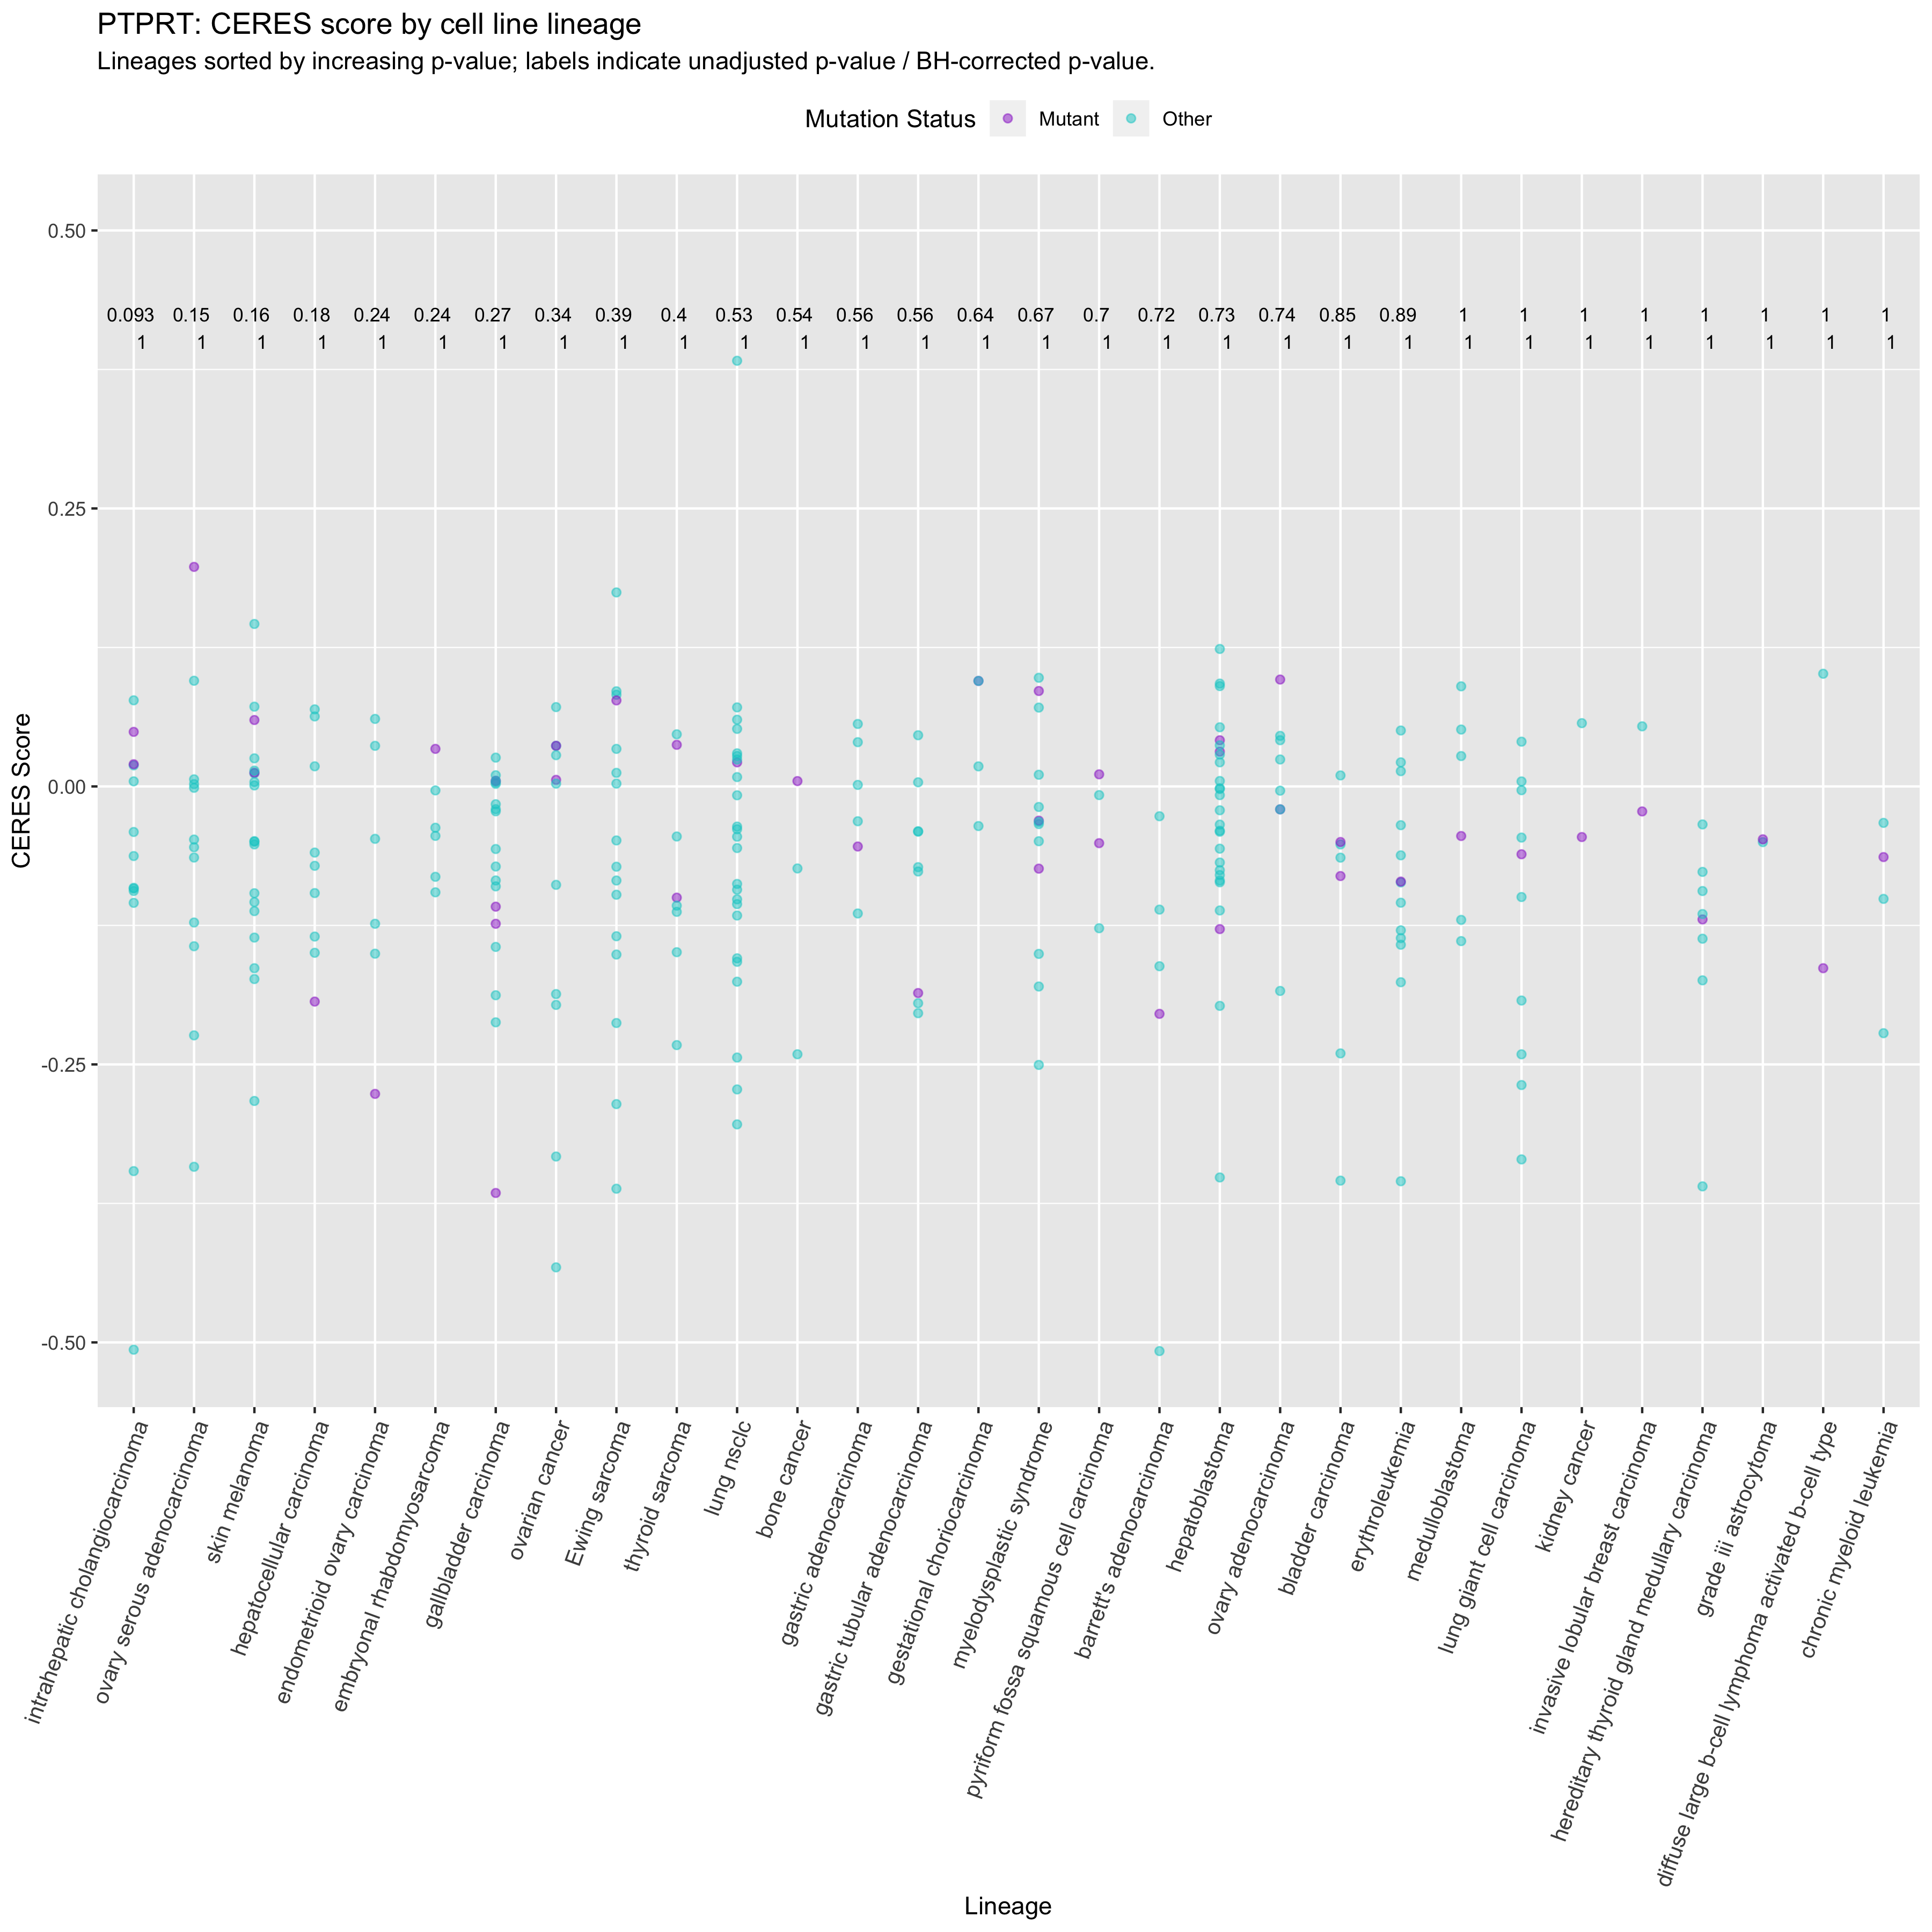 PTPRT: CERES score by cell line lineage
Lineages sorted by increasing p-value; labels indicate unadjusted p-value / BH-corrected p-value.
Mutation Status Mutant Other
0.50
0.093 0.15 0.16 0.18 0.24 0.24 0.27 0.34 0.39 0.4 0.53 0.54 0.56 0.56 0.64 0.67 0.7 0.72 0.73 0.74 0.85 0.89 1 1 1 1 1 1 1 1
1 1 1 1 1 1 1 1 1 1 1 1 1 1 1 1 1 1 1 1 1 1 1 1 1 1 1 1 1 1
0.25
0.00
-0.25
-0.50
CERES Score
intrahepatic cholangiocarcinoma
ovary serous adenocarcinoma
skin melanoma
hepatocellular carcinoma
endometrioid ovary carcinoma
embryonal rhabdomyosarcoma
gallbladder carcinoma
ovarian cancer
Ewing sarcoma
thyroid sarcoma
lung nsclc
bone cancer
gastric adenocarcinoma
gastric tubular adenocarcinoma
gestational choriocarcinoma
myelodysplastic syndrome
pyriform fossa squamous cell carcinoma
barrett's adenocarcinoma
hepatoblastoma
ovary adenocarcinoma
bladder carcinoma
erythroleukemia
medulloblastoma
lung giant cell carcinoma
kidney cancer
invasive lobular breast carcinoma
hereditary thyroid gland medullary carcinoma
grade iii astrocytoma
diffuse large b-cell lymphoma activated b-cell type
chronic myeloid leukemia
Lineage